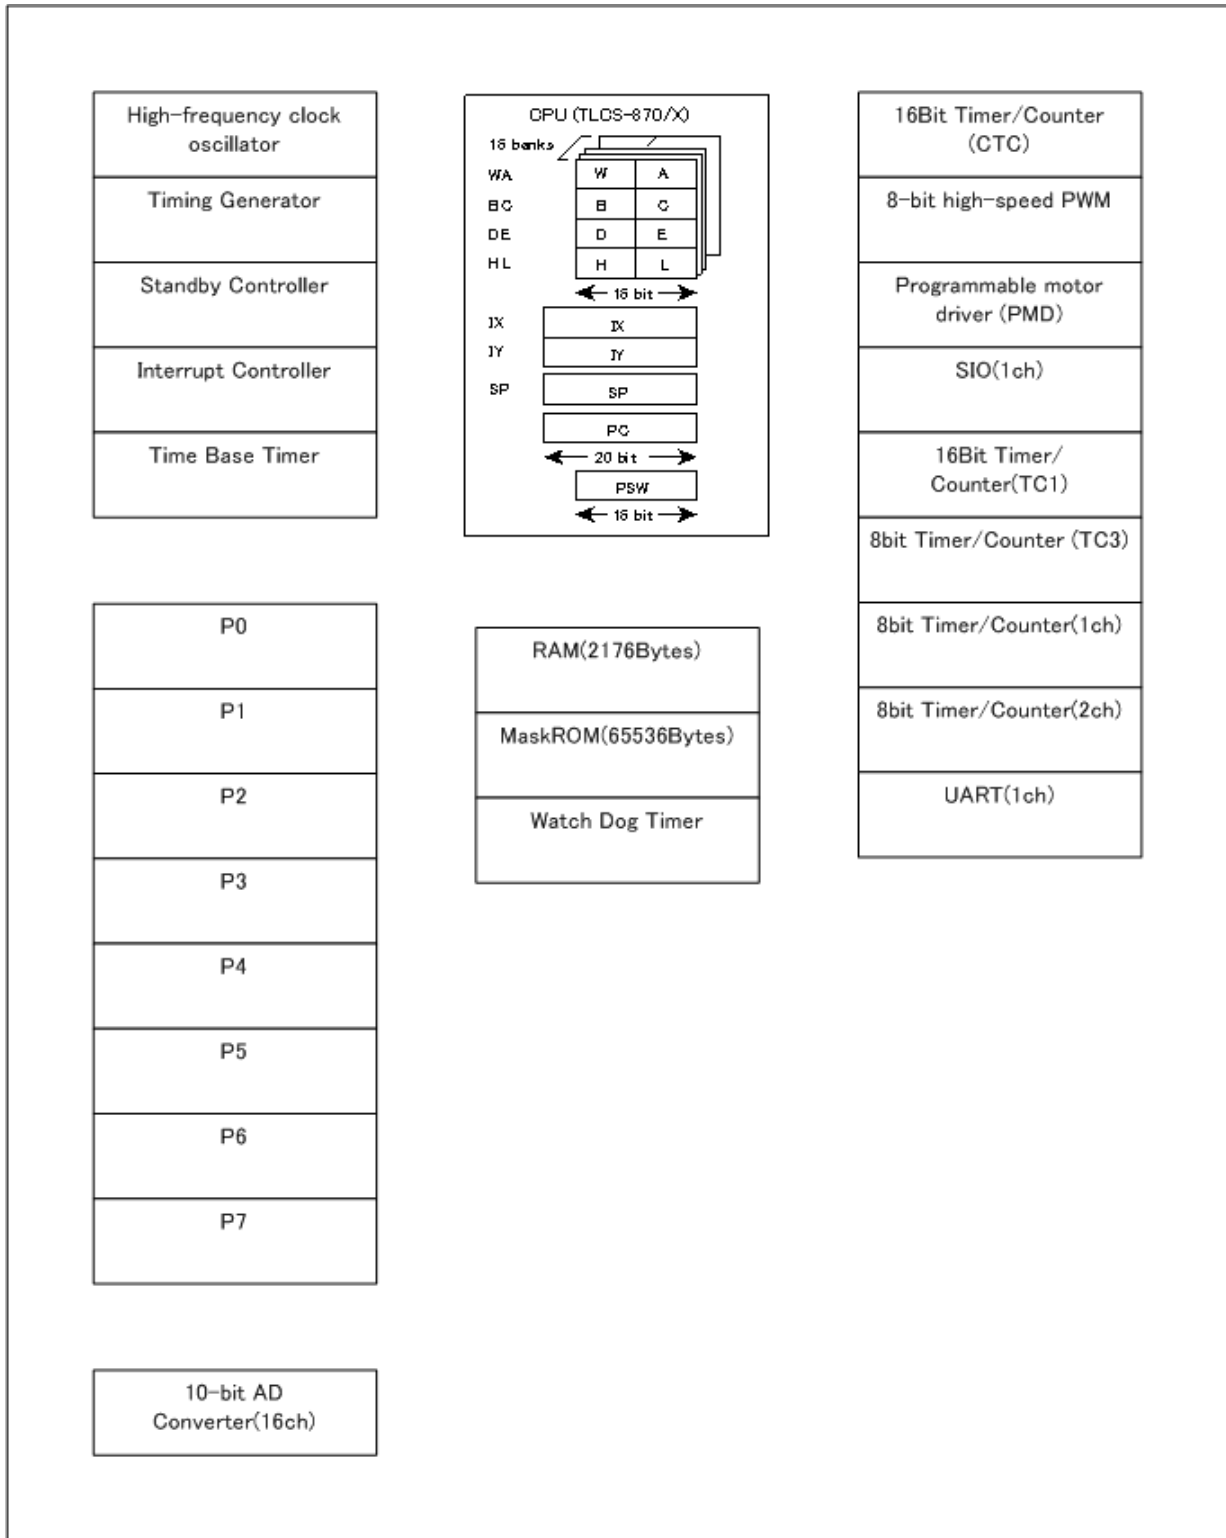 High-frequency clock
oscillator
Timing Generator
Standby Controller
Interrupt Controller
Time Base Timer
CPU (TLCS-870/X)
16 banks
WA
W
A
BC
B
C
DE
D
E
HL
H
L
16 bit
IX
IX
IY
IY
SP
SP
PC
20 bit
PSW
16 bit
16Bit Timer/Counter
(CTC)
8-bit high-speed PWM
Programmable motor
driver (PMD)
SIO(1ch)
16Bit Timer/
Counter(TC1)
8bit Timer/Counter (TC3)
8bit Timer/Counter(1ch)
8bit Timer/Counter(2ch)
UART(1ch)
P0
P1
P2
P3
P4
P5
P6
P7
RAM(2176Bytes)
MaskROM(65536Bytes)
Watch Dog Timer
10-bit AD
Converter(16ch)